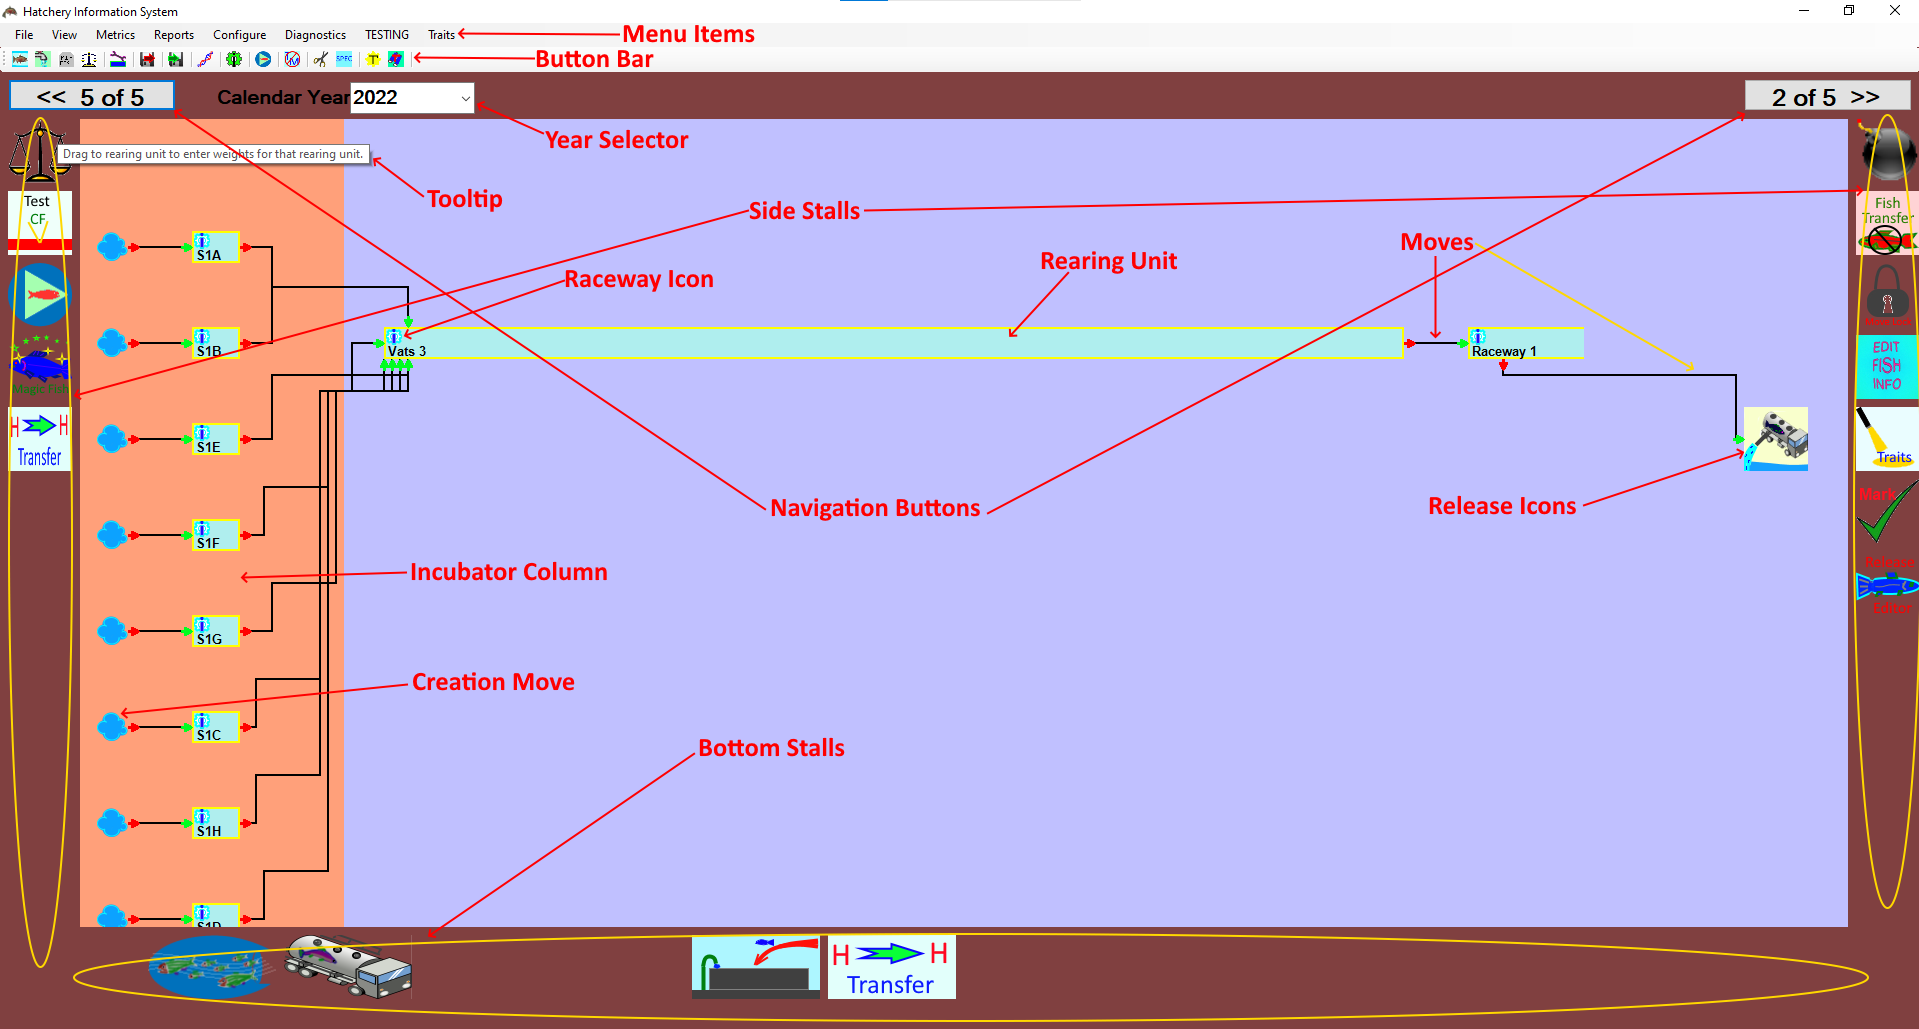 Hatchery Information System
File View Metrics Reports Configure Diagnostics TESTING Traits
Menu Items
SPEC T
Button Bar
<< 5 of 5
Calendar Year 2022
2 of 5 >>
Year Selector
Drag to rearing unit to enter weights for that rearing unit.
Tooltip
Test
CF
Side Stalls
Fish
Transfer
Moves
S1A
Rearing Unit
Raceway Icon
S1B
Vats 3
Raceway 1
EDIT
FISH
INFO
Magic Fish
H H
Transfer
S1E
Traits
Mark
Navigation Buttons
Release Icons
S1F
Incubator Column
Release
Editor
S1G
Creation Move
S1C
Bottom Stalls
S1H
S1D
H H
Transfer